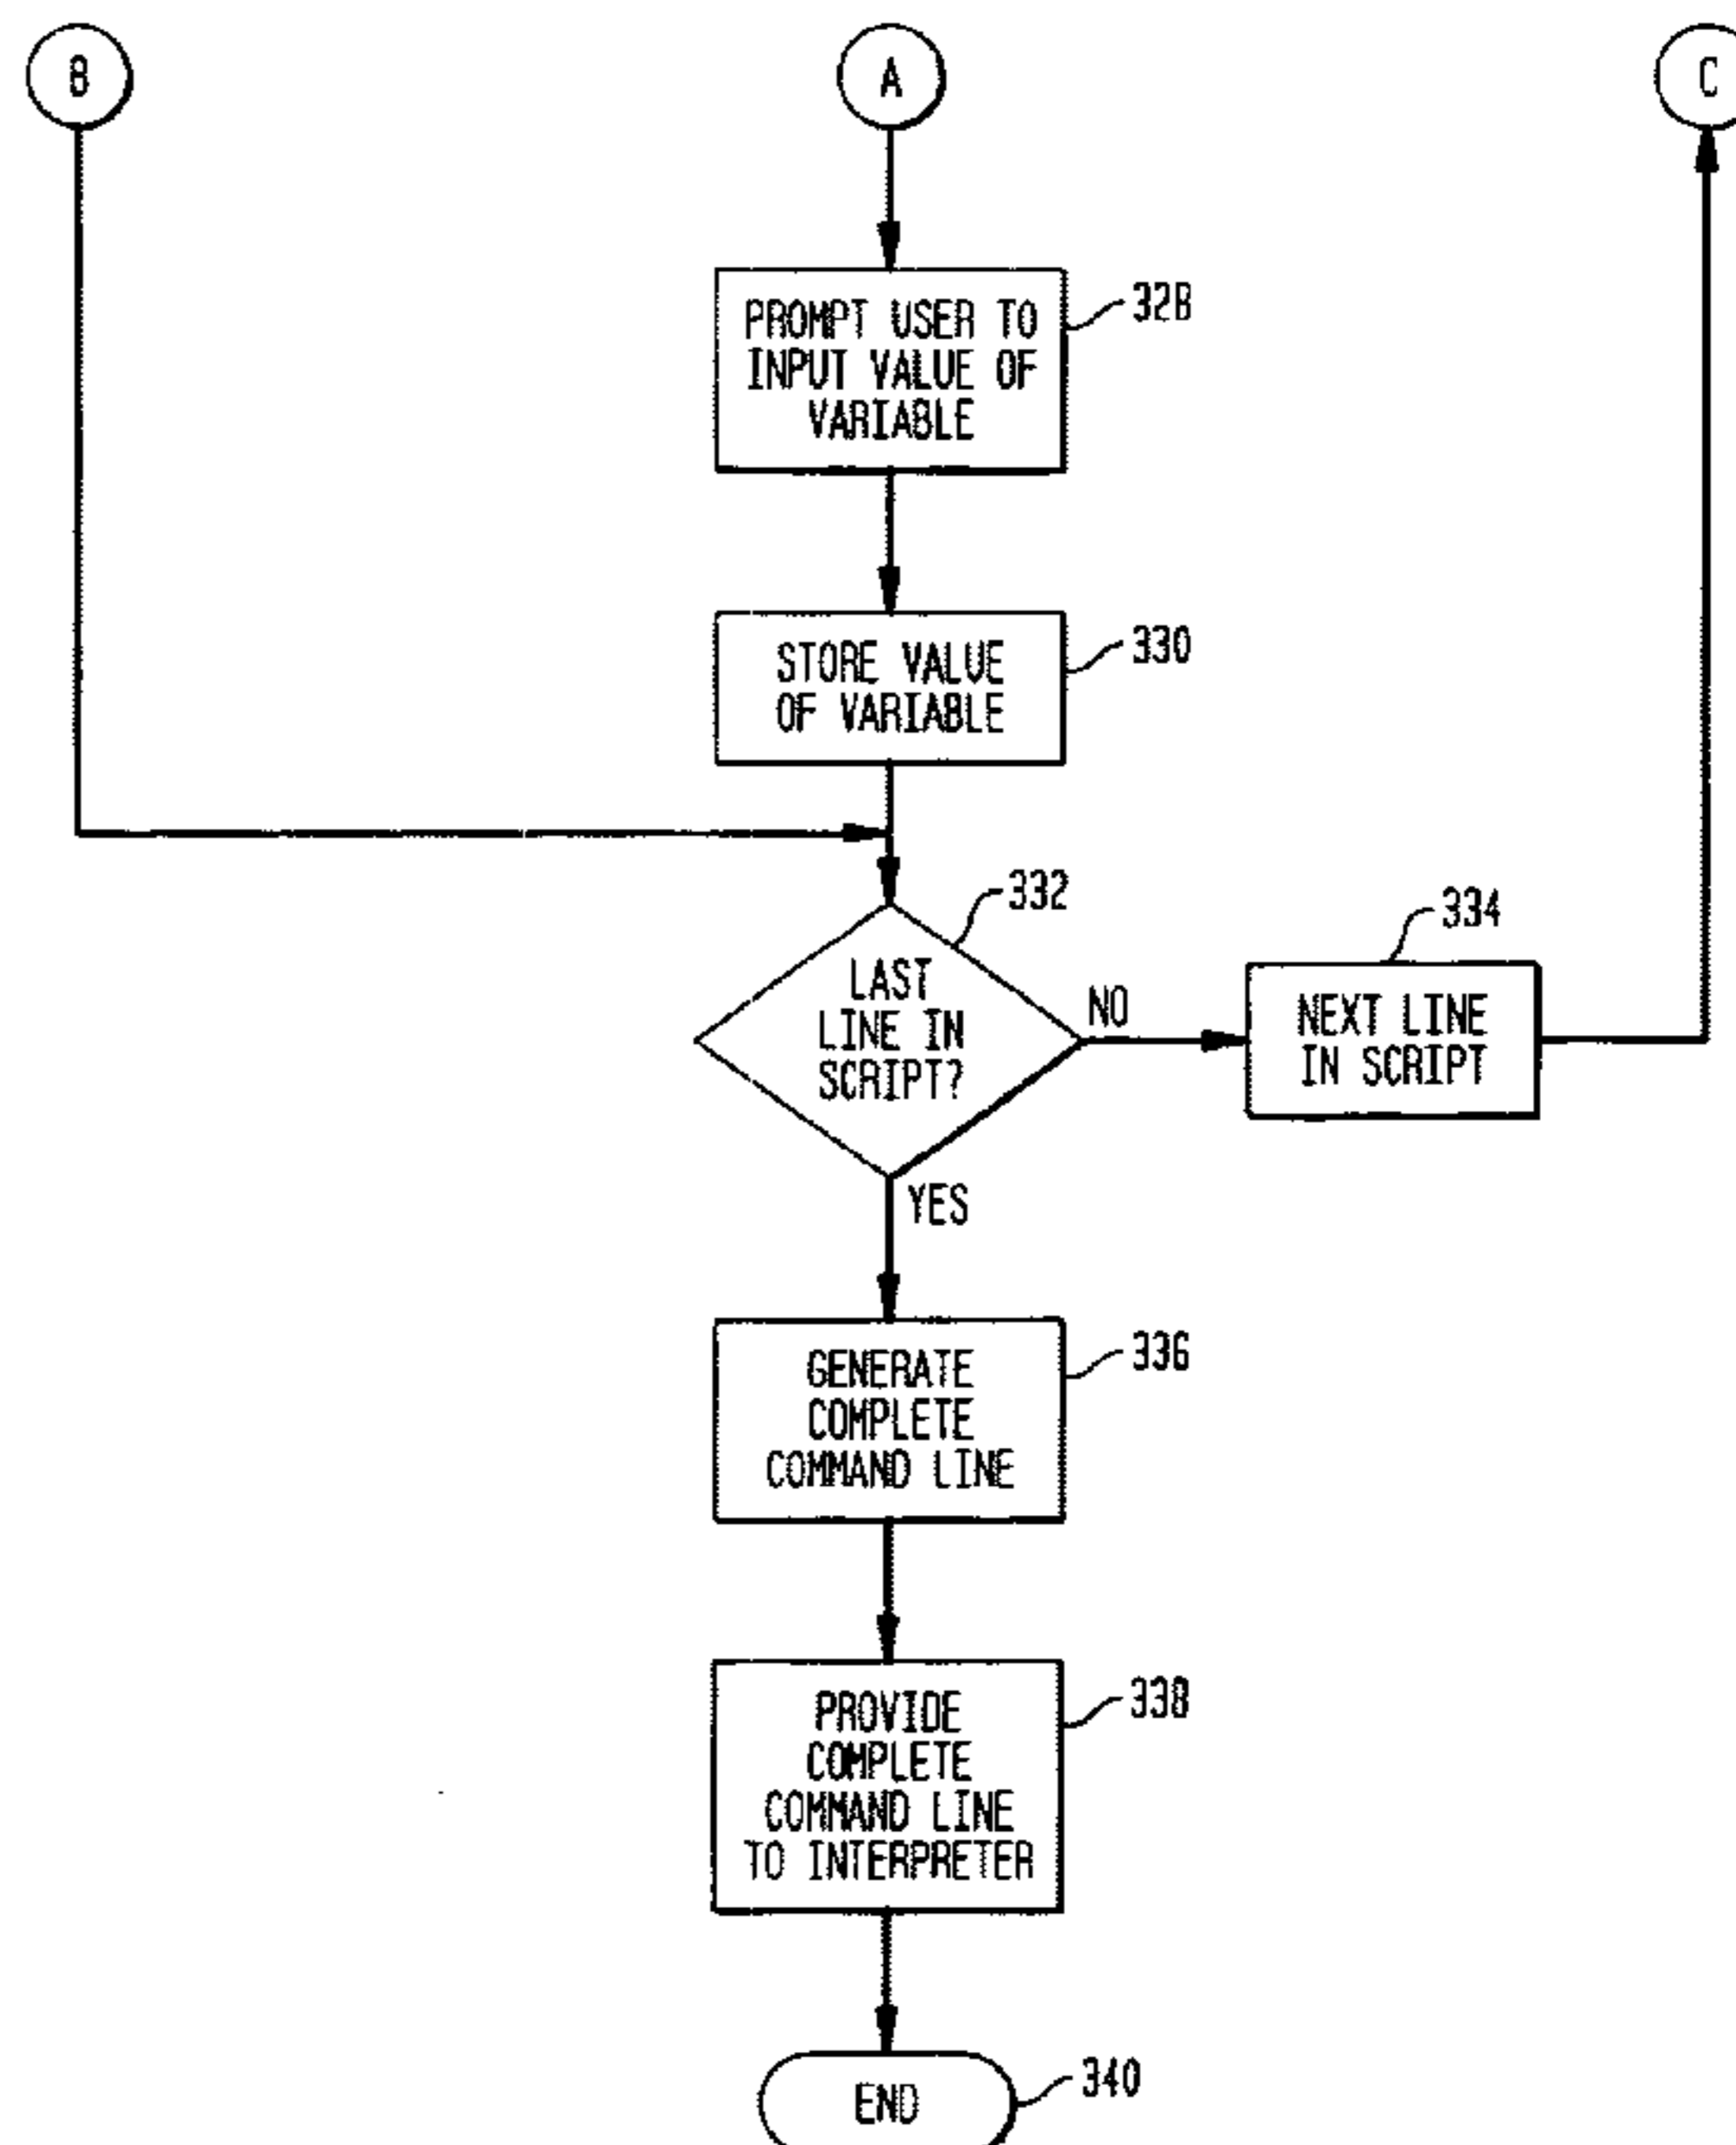 B
A
C
PROMPT USER TO
INPUT VALUE OF
VARIABLE
328
STORE VALUE
OF VARIABLE
330
332
LAST
LINE IN
SCRIPT?
NO
334
NEXT LINE
IN SCRIPT
YES
GENERATE
COMPLETE
COMMAND LINE
336
PROVIDE
COMPLETE
COMMAND LINE
TO INTERPRETER
338
END
340